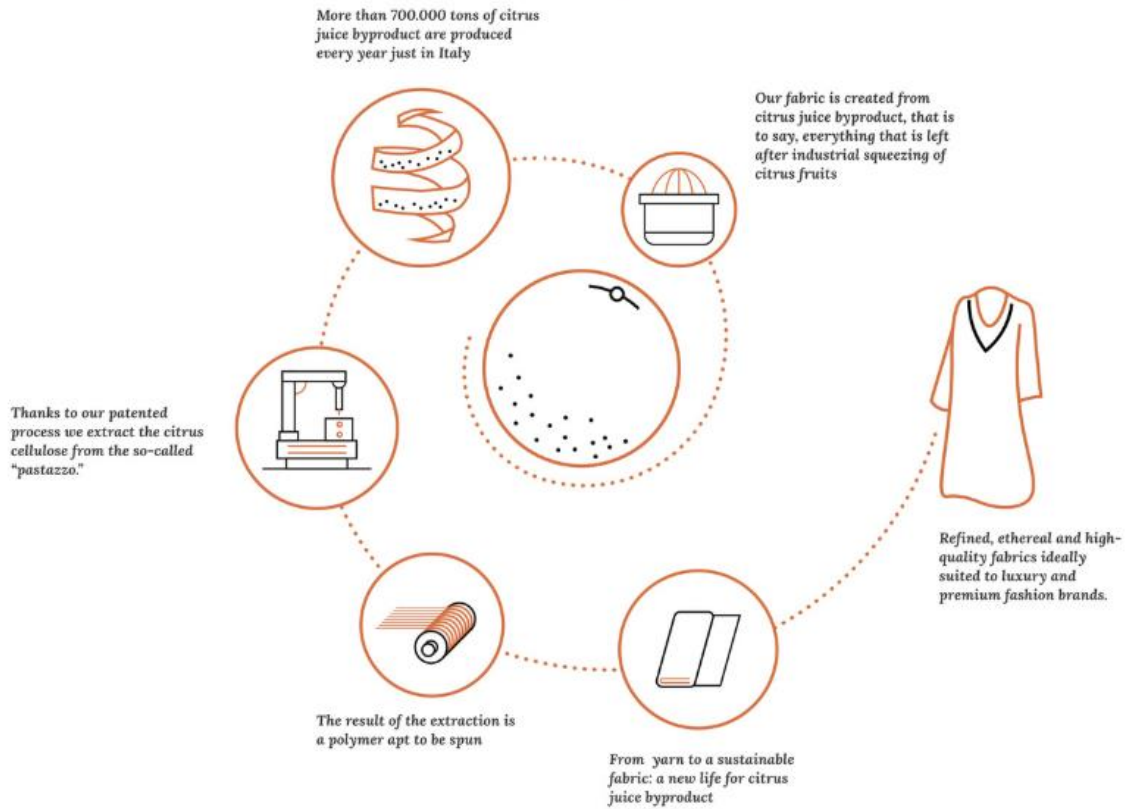 More than 700.000 tons of citrus
juice byproduct are produced
every year just in Italy
Our fabric is created from
citrus juice byproduct, that is
to say, everything that is left
after industrial squeezing of
citrus fruits
Thanks to our patented
process we extract the citrus
cellulose from the so-called
“pastazzo.”
The result of the extraction is
a polymer apt to be spun
From yarn to a sustainable
fabric: a new life for citrus
juice byproduct
Refined, ethereal and high-
quality fabrics ideally
suited to luxury and
premium fashion brands.